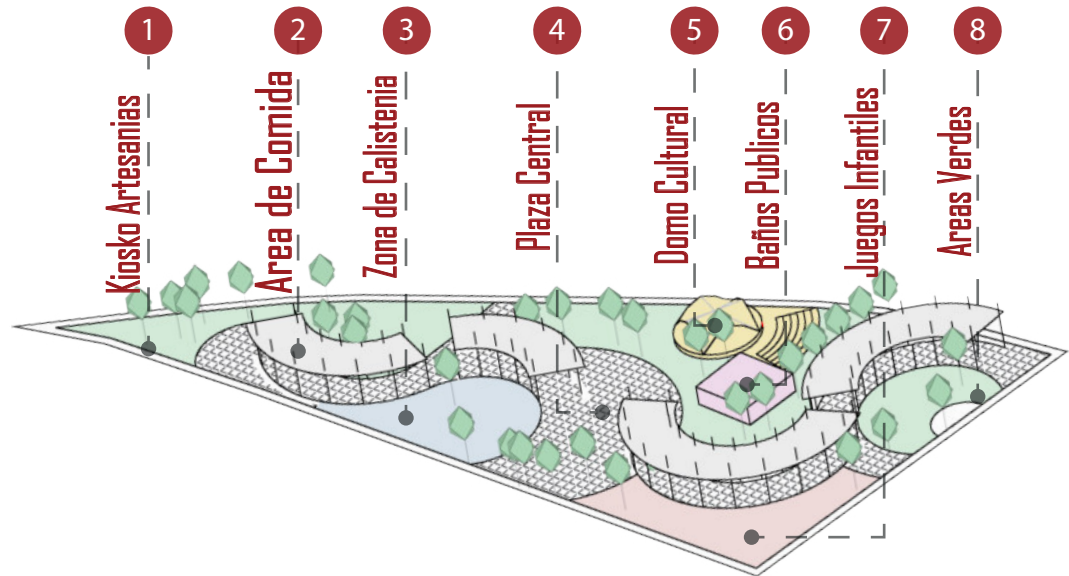 1
Kiosko Artesanias
2
Area de Comida
3
Zona de Calistenia
4
Plaza Central
5
Domo Cultural
6
Baños Publicos
7
Juegos Infantiles
8
Areas Verdes